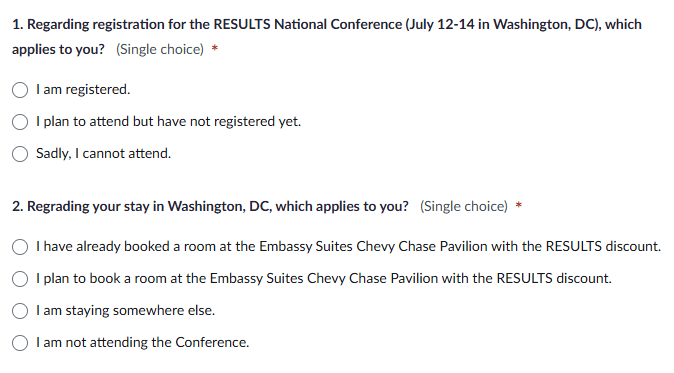 1. Regarding registration for the RESULTS National Conference (July 12-14 in Washington, DC), which
applies to you? (Single choice) *
I am registered.
I plan to attend but have not registered yet.
Sadly, I cannot attend.
2. Regrading your stay in Washington, DC, which applies to you? (Single choice) *
I have already booked a room at the Embassy Suites Chevy Chase Pavilion with the RESULTS discount.
I plan to book a room at the Embassy Suites Chevy Chase Pavilion with the RESULTS discount.
I am staying somewhere else.
I am not attending the Conference.